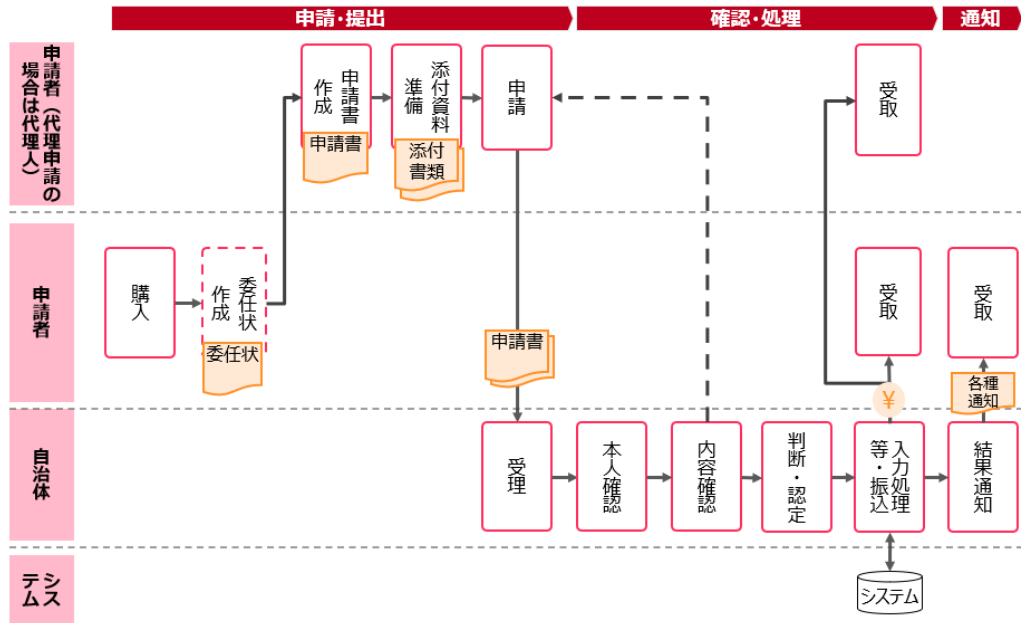 申請・提出
確認・処理
通知
申請者（代理申請の
場合は代理人）
申請書
作成
申請書
添付資料
準備
添付
書類
申請
受取
申請者
購入
委任状
作成
委任状
申請書
受取
受取
¥
各種
通知
自治体
受理
本人確認
内容確認
判断・認定
入力処理
等・振込
結果通知
シス
テム
システム